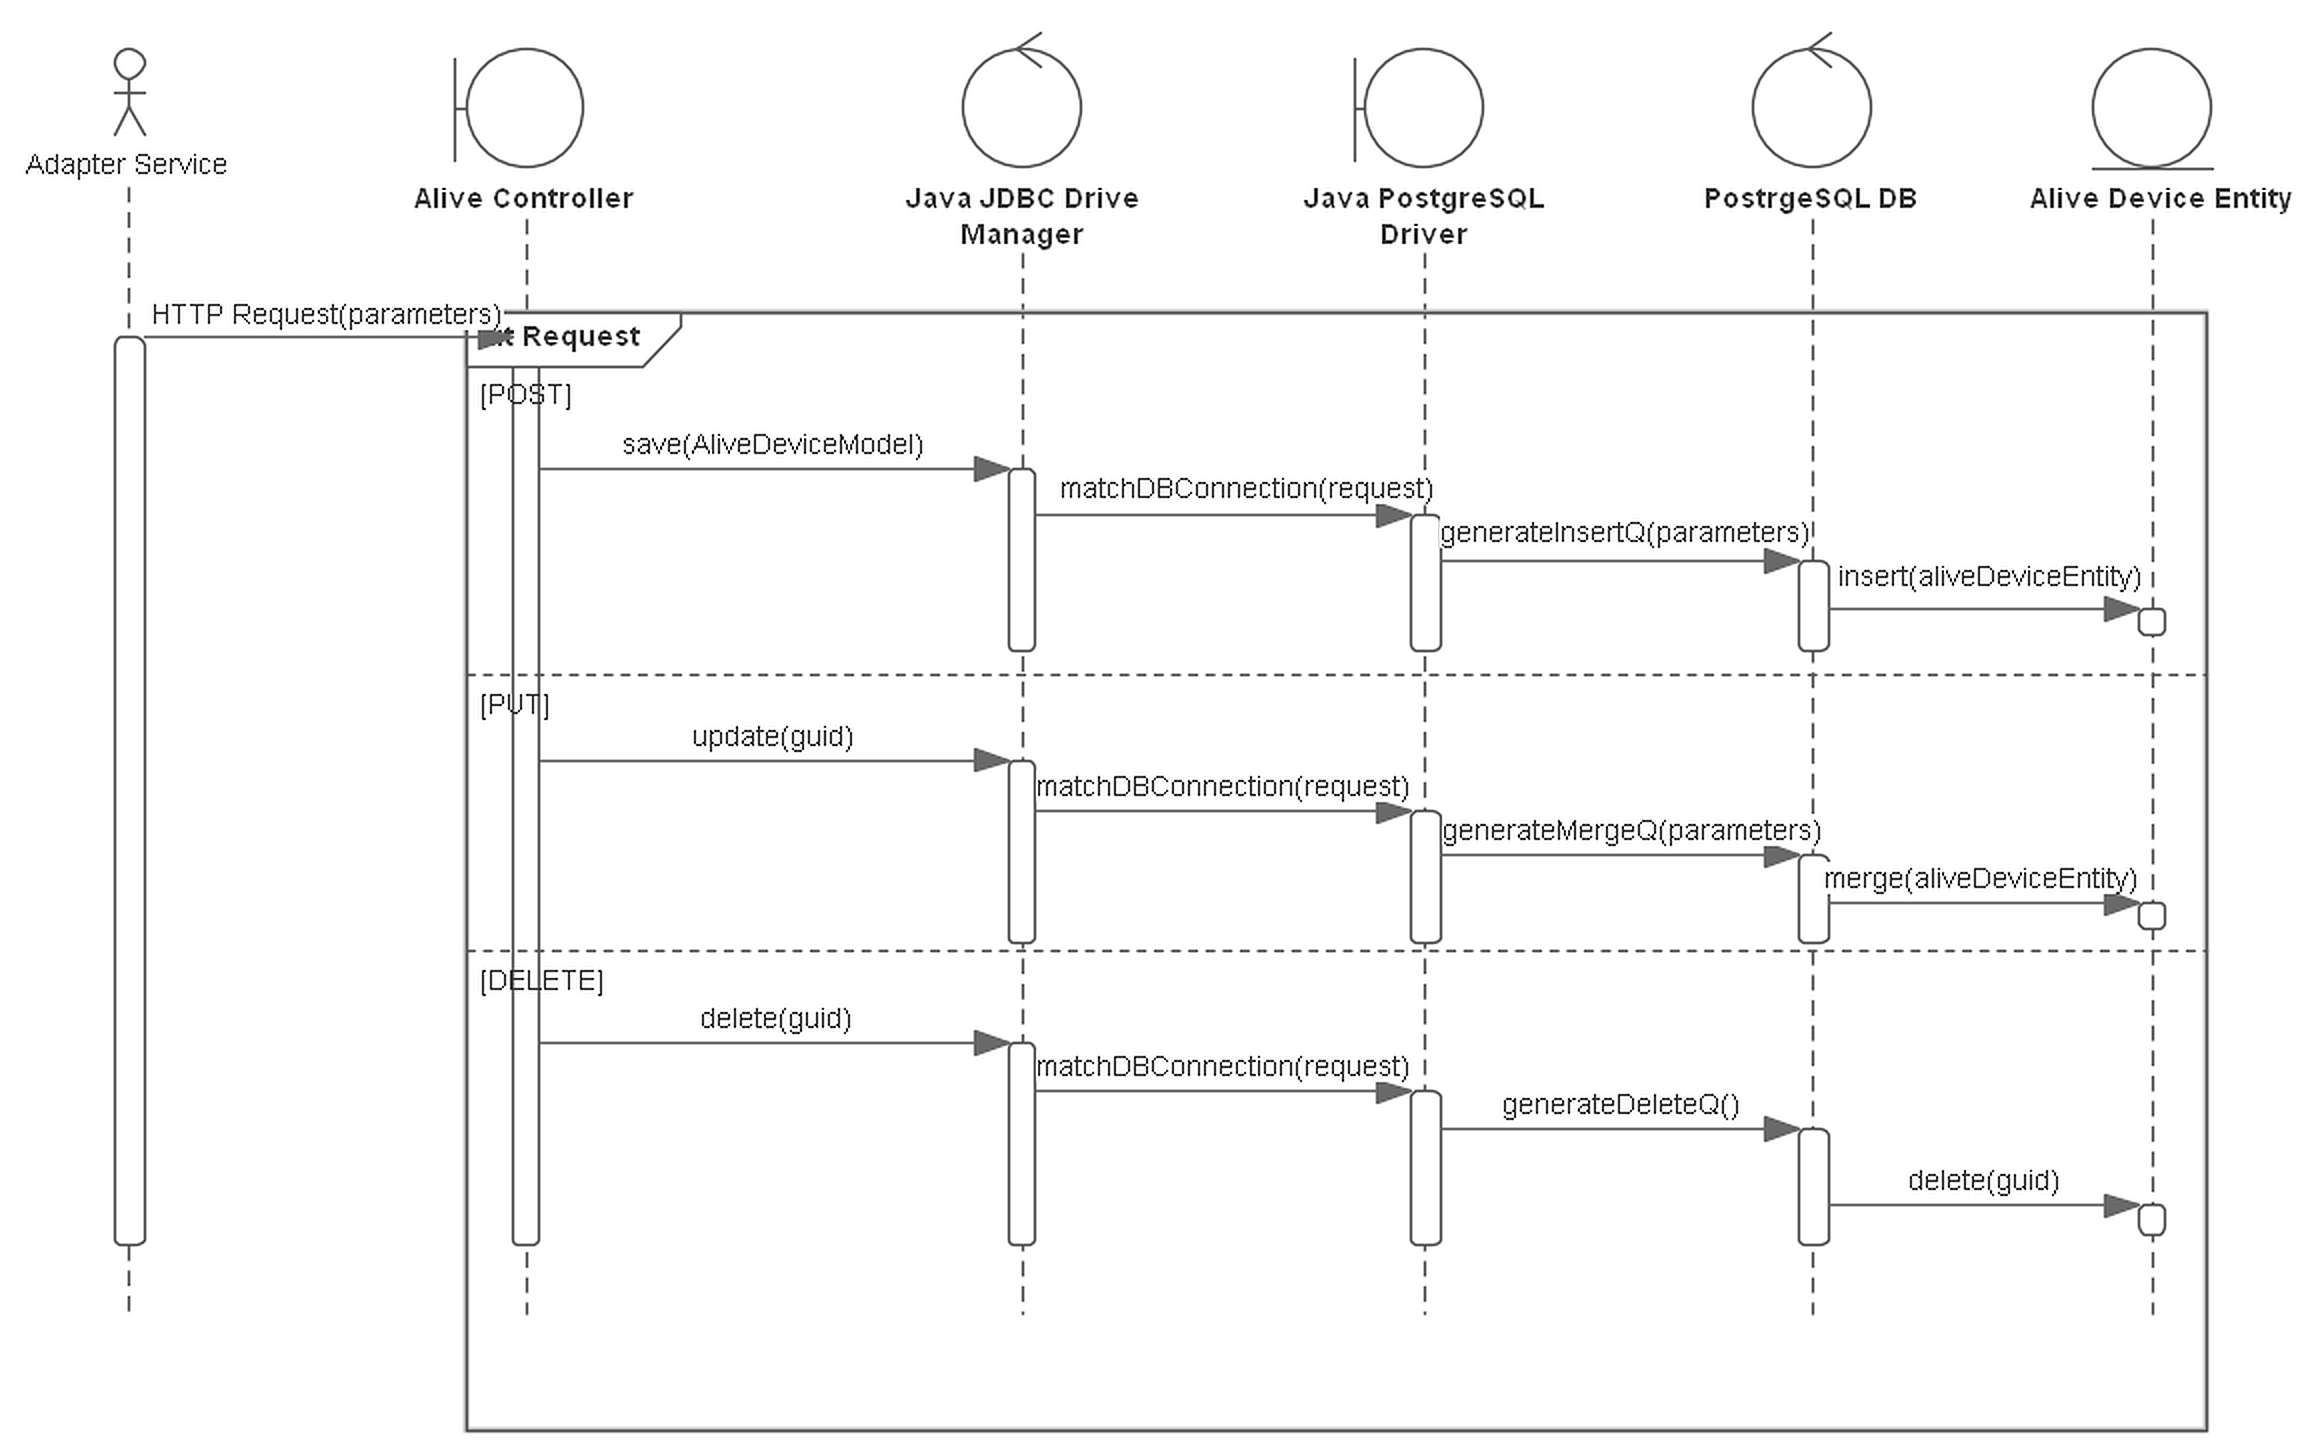 Adapter Service
Alive Controller
Java JDBC Drive
Manager
Java PostgreSQL
Driver
PostrgeSQL DB
Alive Device Entity
HTTP Request(parameters)
Request
[POST]
save(AliveDeviceModel)
matchDBConnection(request)
generateInsertQ(parameters)
insert(aliveDeviceEntity)
[PUT]
update(guid)
matchDBConnection(request)
generateMergeQ(parameters)
merge(aliveDeviceEntity)
[DELETE]
delete(guid)
matchDBConnection(request)
generateDeleteQ()
delete(guid)